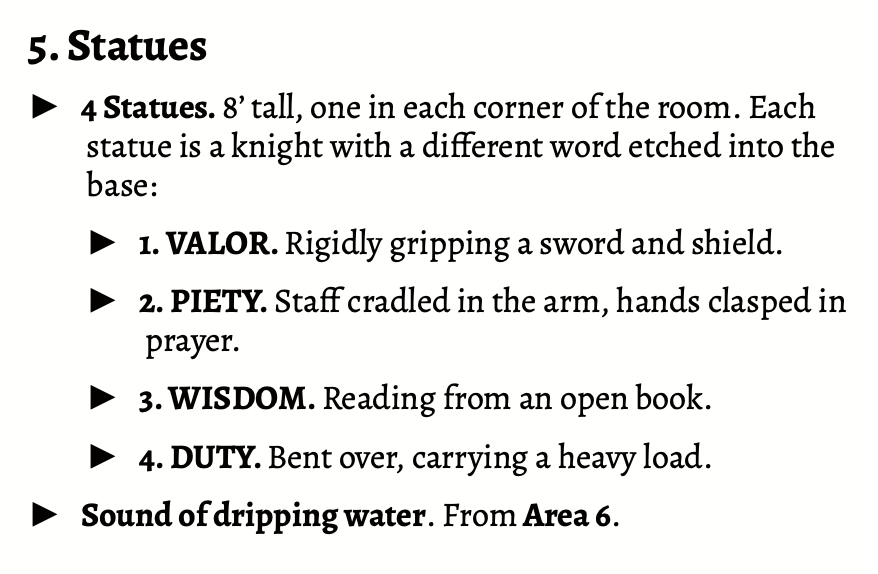 5. Statues
► 4 Statues. 8’ tall, one in each corner of the room. Each
statue is a knight with a different word etched into the
base:
► 1. VALOR. Rigidly gripping a sword and shield.
► 2. PIETY. Staff cradled in the arm, hands clasped in
prayer.
► 3. WISDOM. Reading from an open book.
► 4. DUTY. Bent over, carrying a heavy load.
► Sound of dripping water. From Area 6.